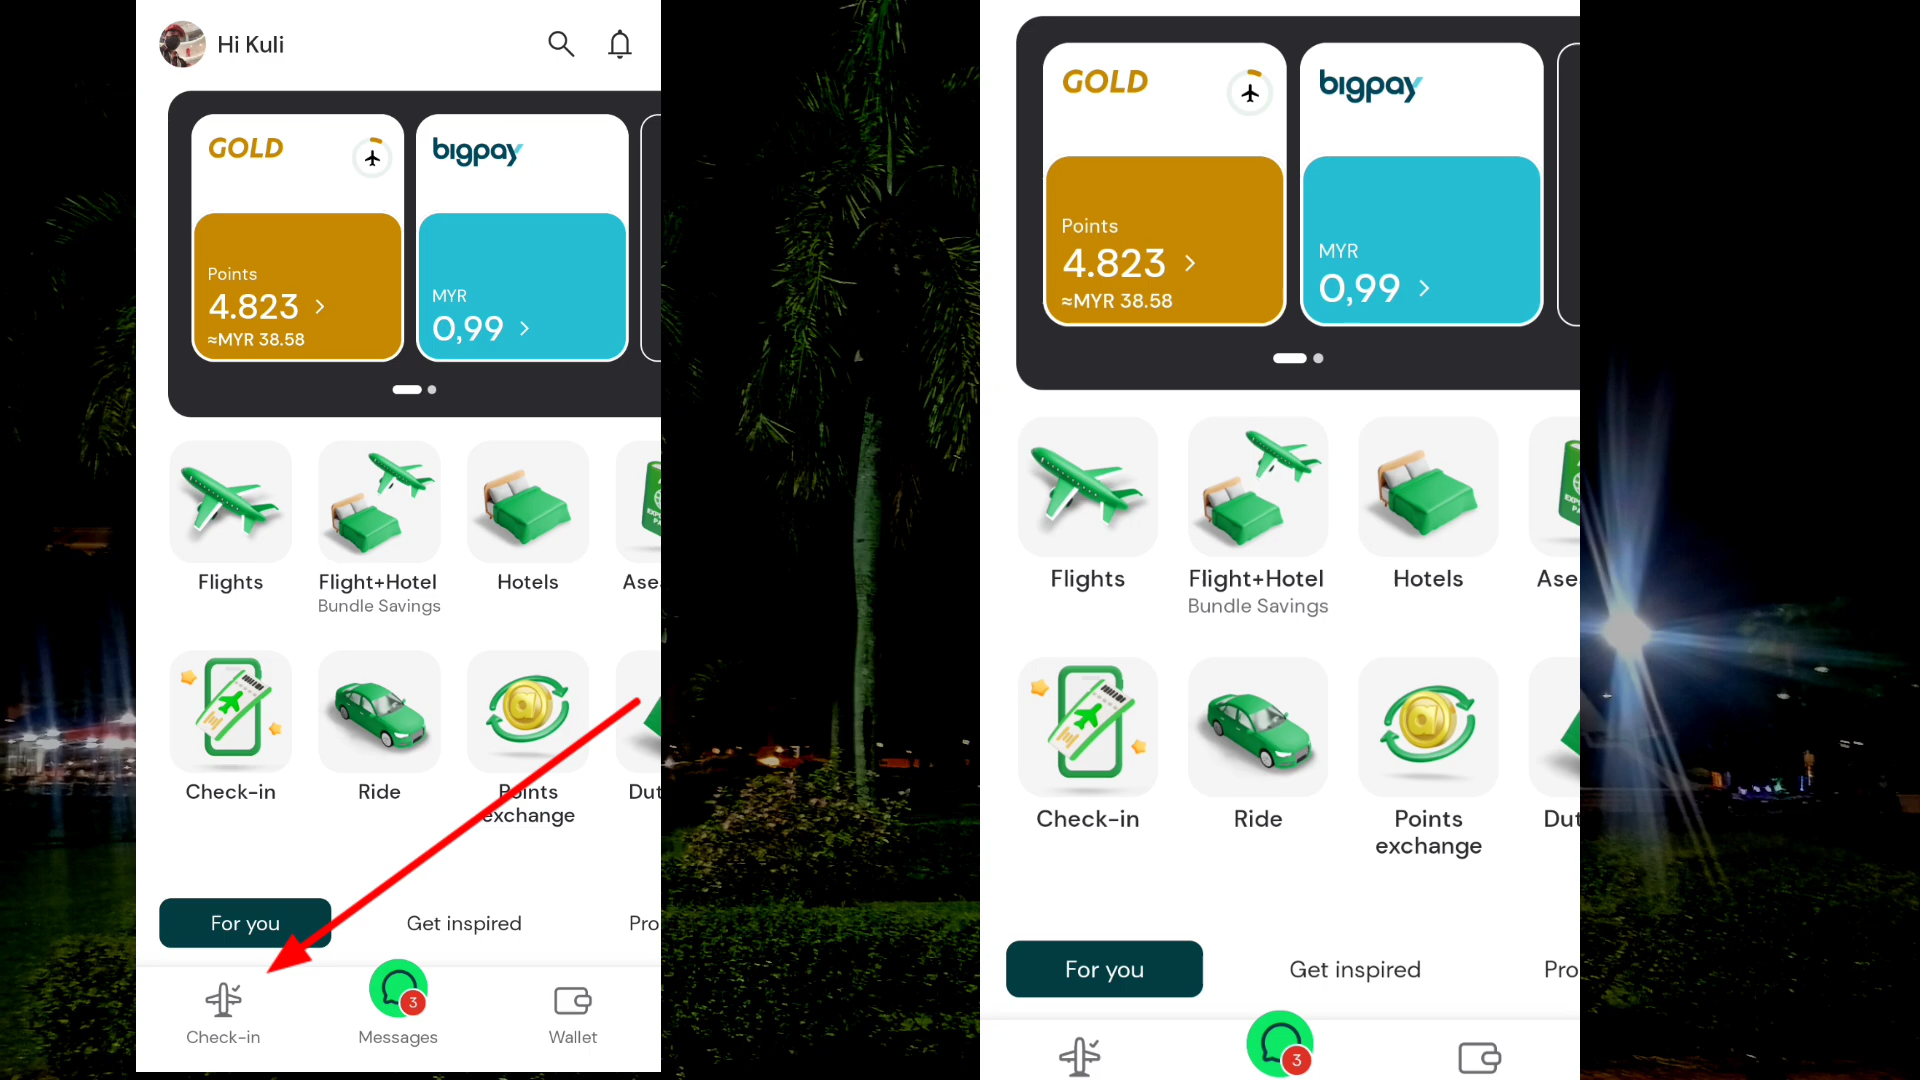 Hi Kuli
GOLD
bigpay
Points
4.823
≈MYR 38.58
MYR
0,99
Flights
Flight+Hotel
Bundle Savings
Hotels
Ase
Check-in
Ride
Points
exchange
Dut
For you
Get inspired
Pro
Check-in
3
Messages
Wallet
GOLD
bigpay
Points
4.823
≈MYR 38.58
MYR
0,99
Flights
Flight+Hotel
Bundle Savings
Hotels
Ase
Check-in
Ride
Points
exchange
Dut
For you
Get inspired
Pro
3